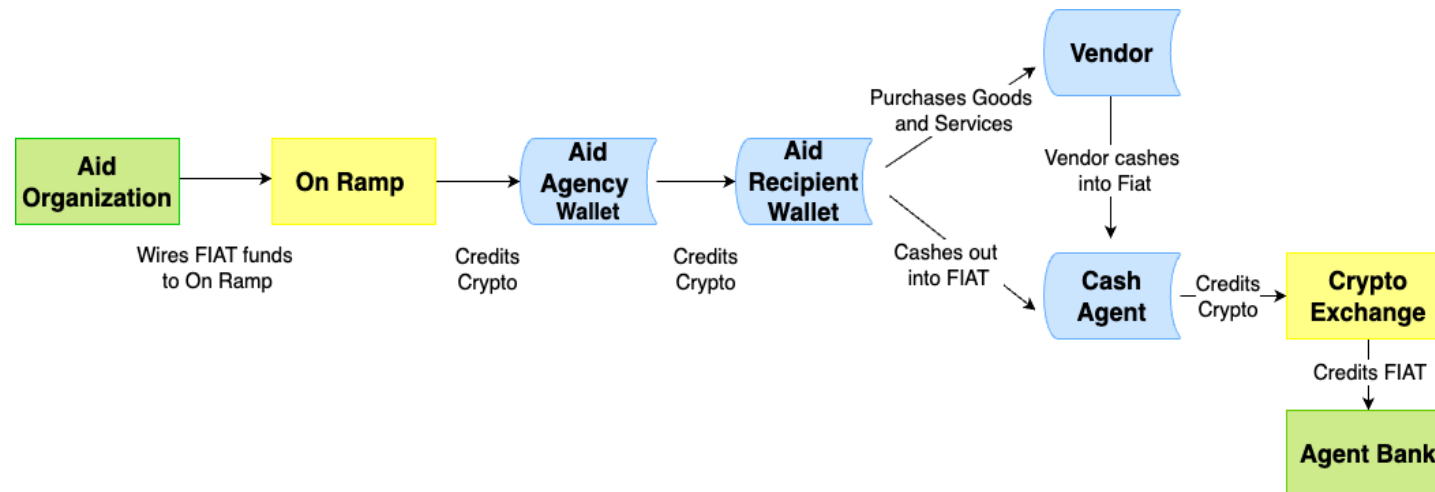 Aid
Organization
Wires FIAT funds
to On Ramp
On Ramp
Credits
Crypto
Aid
Agency
Wallet
Credits
Crypto
Aid
Recipient
Wallet
Purchases Goods
and Services
Vendor
Vendor cashes
into Fiat
Cashes out
into FIAT
Cash
Agent
Credits
Crypto
Crypto
Exchange
Credits FIAT
Agent Bank